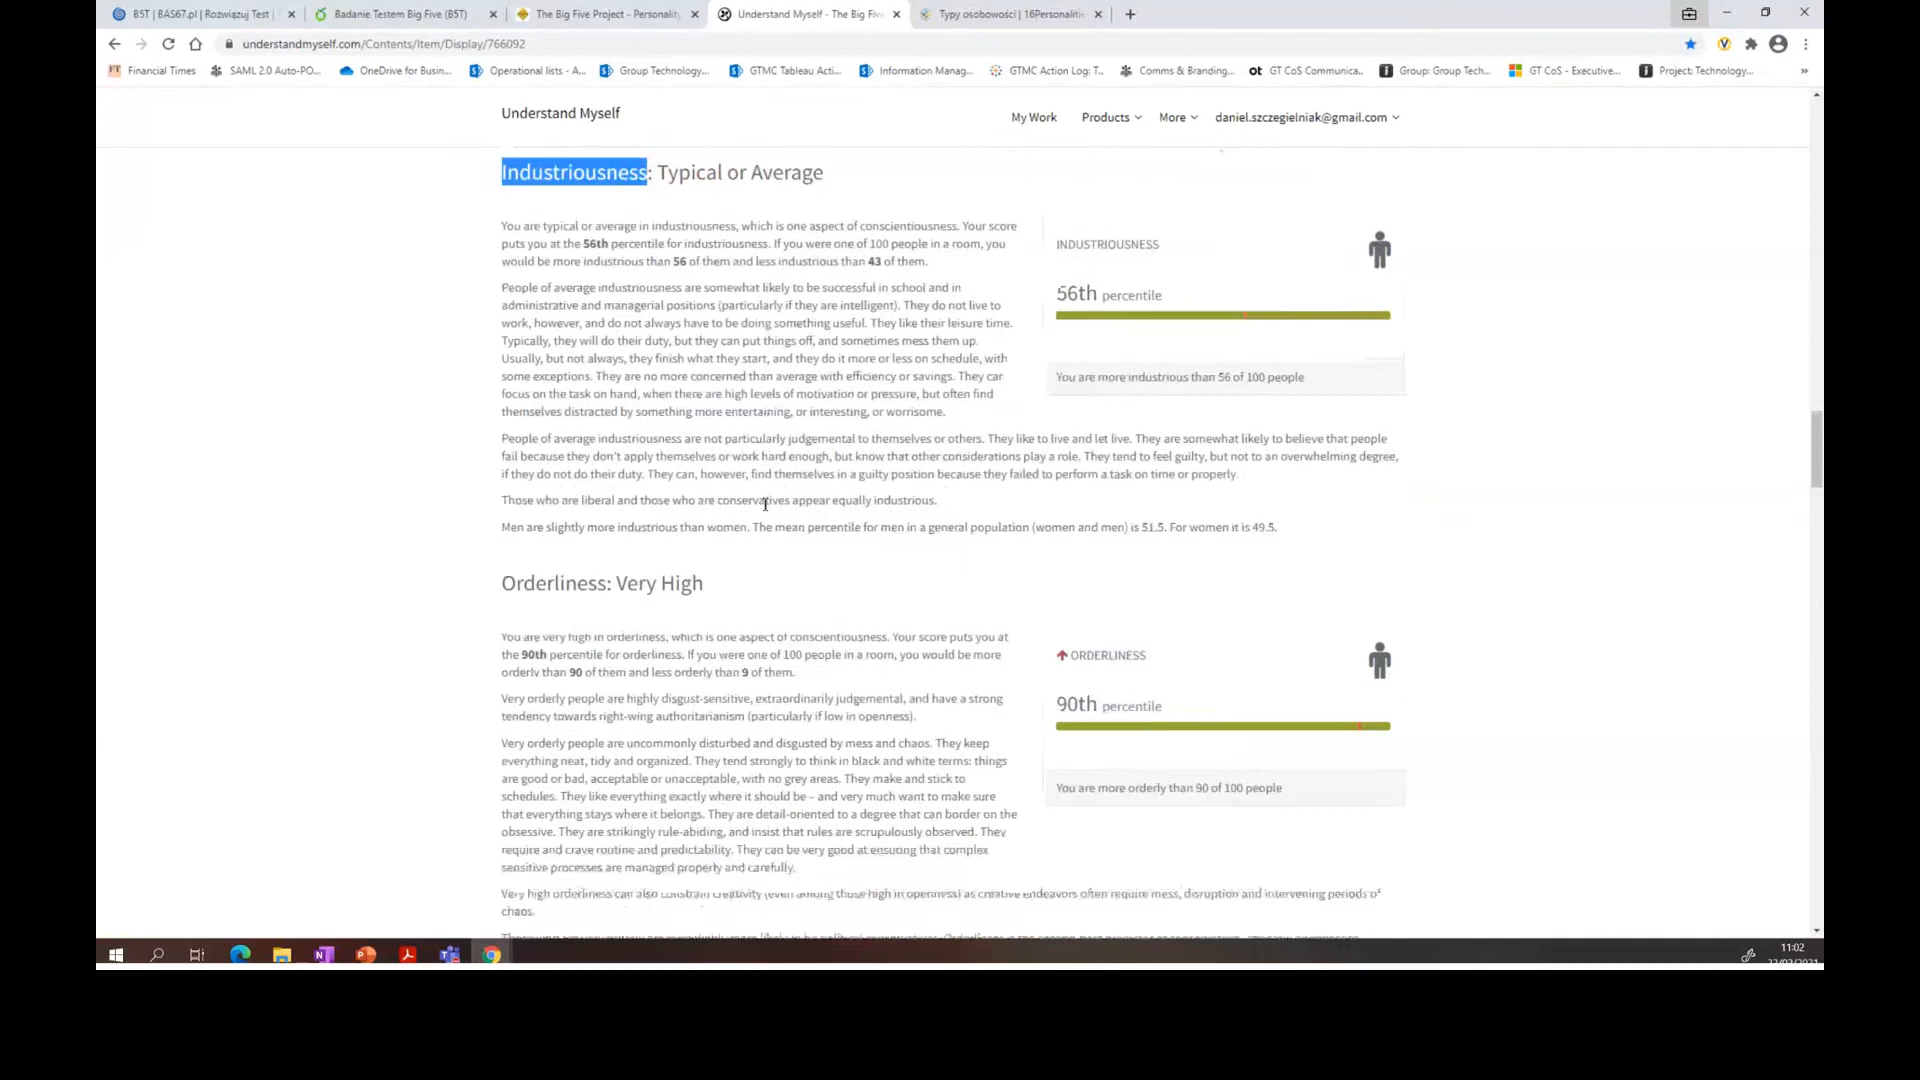 B5T | BAS67.pl | Rozwiązuj Test
Badanie Testem Big Five (B5T)
The Big Five Project - Personality
Understand Myself - The Big Five
Typy osobowości | 16Personalitie
understandmyself.com/Contents/Item/Display/766092
Financial Times
SAML 2.0 Auto-PO...
OneDrive for Busin...
Operational lists - A...
Group Technology...
GTMC Tableau Acti...
Information Manag...
GTMC Action Log: T...
Comms & Branding...
GT CoS Communica...
Group: Group Tech...
GT CoS - Executive...
Project: Technology...
Understand Myself
My Work
Products
More
daniel.szczegielniak@gmail.com
Industriousness: Typical or Average
You are typical or average in industriousness, which is one aspect of conscientiousness. Your score
puts you at the 56th percentile for industriousness. If you were one of 100 people in a room, you
would be more industrious than 56 of them and less industrious than 43 of them.
People of average industriousness are somewhat likely to be successful in school and in
administrative and managerial positions (particularly if they are intelligent). They do not live to
work, however, and do not always have to be doing something useful. They like their leisure time.
Typically, they will do their duty, but they can put things off, and sometimes mess them up.
Usually, but not always, they finish what they start, and they do it more or less on schedule, with
some exceptions. They are no more concerned than average with efficiency or savings. They can
focus on the task on hand, when there are high levels of motivation or pressure, but often find
themselves distracted by something more entertaining, or interesting, or worrisome.
INDUSTRIOUSNESS
56th percentile
You are more industrious than 56 of 100 people
People of average industriousness are not particularly judgemental to themselves or others. They like to live and let live. They are somewhat likely to believe that people
fail because they don't apply themselves or work hard enough, but know that other considerations play a role. They tend to feel guilty, but not to an overwhelming degree,
if they do not do their duty. They can, however, find themselves in a guilty position because they failed to perform a task on time or properly.
Those who are liberal and those who are conservatives appear equally industrious.
Men are slightly more industrious than women. The mean percentile for men in a general population (women and men) is 51.5. For women it is 49.5.
Orderliness: Very High
You are very high in orderliness, which is one aspect of conscientiousness. Your score puts you at
the 90th percentile for orderliness. If you were one of 100 people in a room, you would be more
orderly than 90 of them and less orderly than 9 of them.
Very orderly people are highly disgust-sensitive, extraordinarily judgemental, and have a strong
tendency towards right-wing authoritarianism (particularly if low in openness).
Very orderly people are uncommonly disturbed and disgusted by mess and chaos. They keep
everything neat, tidy and organized. They tend strongly to think in black and white terms: things
are good or bad, acceptable or unacceptable, with no grey areas. They make and stick to
schedules. They like everything exactly where it should be – and very much want to make sure
that everything stays where it belongs. They are detail-oriented to a degree that can border on the
obsessive. They are strikingly rule-abiding, and insist that rules are scrupulously observed. They
require and crave routine and predictability. They can be very good at ensuring that complex
sensitive processes are managed properly and carefully.
ORDERLINESS
90th percentile
You are more orderly than 90 of 100 people
Very high orderliness can also constrain creativity (even among those high in openness) as creative endeavors often require mess, disruption and intervening periods of
chaos.
11:02